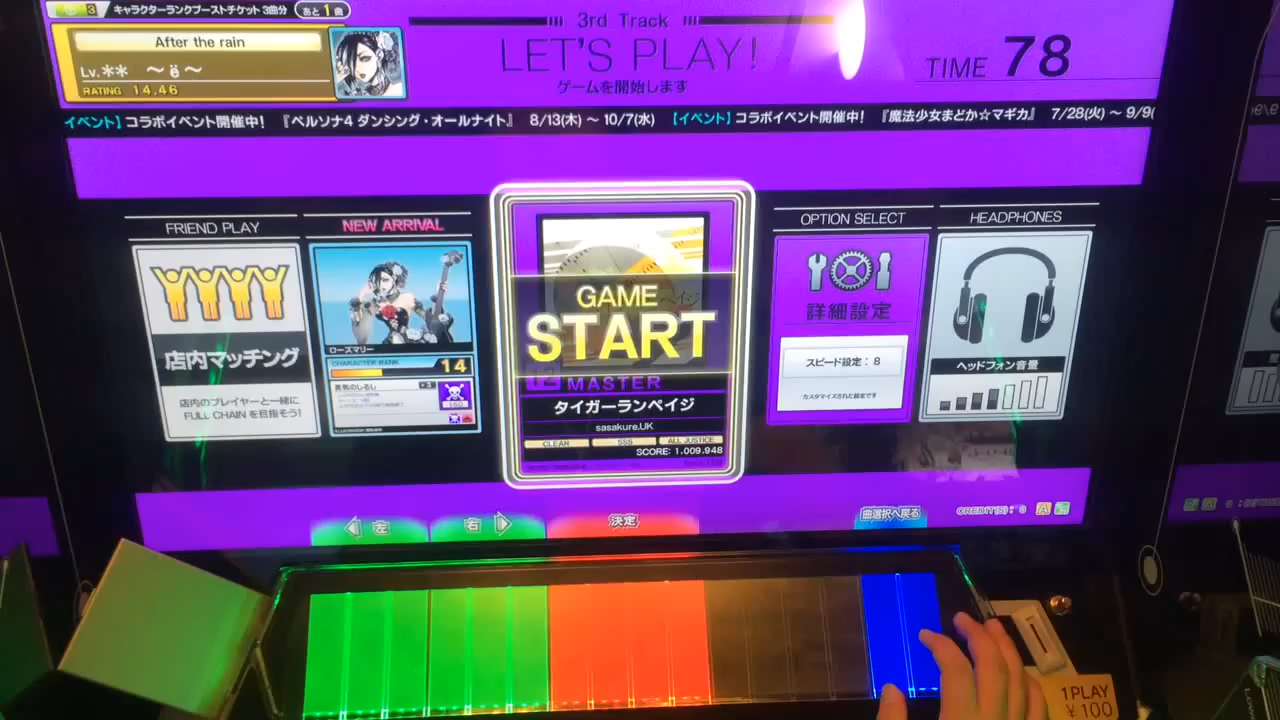 3 キャラクターランクブーストチケット 3曲分 あと1曲
After the rain
Lv.** ～ë～
RATING 14.46
3rd Track
LET'S PLAY!
ゲームを開始します
TIME 78
イベント】コラボイベント開催中! 『ペルソナ4 ダンシング・オールナイト』 8/13(木) ～ 10/7(水) 【イベント】コラボイベント開催中! 『魔法少女まどか☆マギカ』 7/28(火) ～ 9/9(
FRIEND PLAY
店内マッチング
店内のプレイヤーと一緒に
FULL CHAIN を目指そう!
NEW ARRIVAL
ローズマリー
CHARACTER RANK 14
勇気のしるし +3
160
GAME
START
MASTER
タイガーランペイジ
sasakure.UK
CLEAR SSS ALL JUSTICE
SCORE: 1.009.948
OPTION SELECT
詳細設定
スピード設定：8
カスタマイズされた設定です
HEADPHONES
ヘッドフォン音量
左
右
決定
曲選択へ戻る
CREDIT(S)：0
1PLAY
¥100